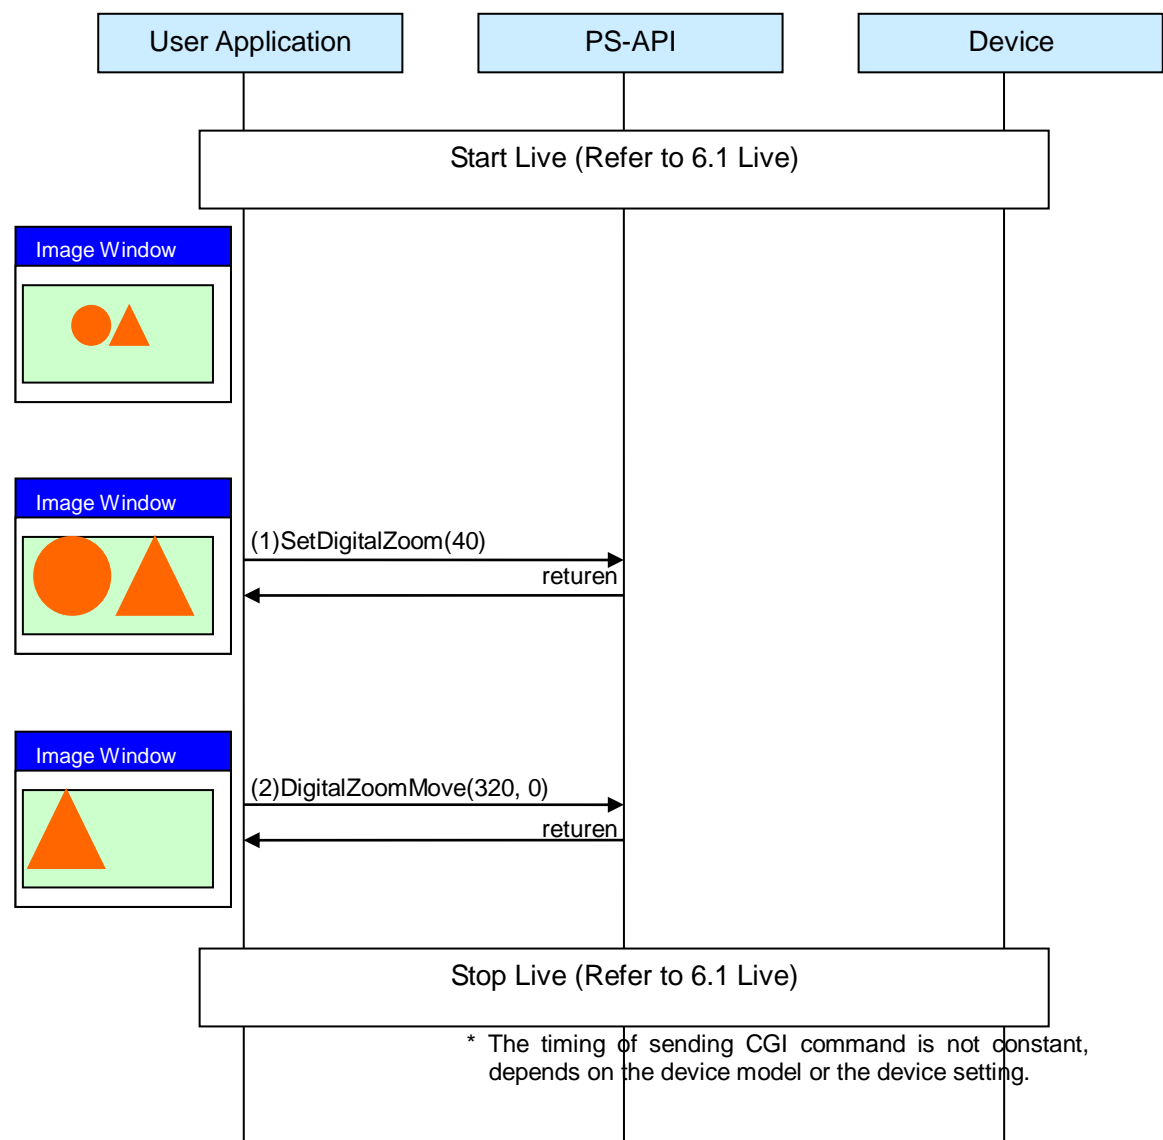 User Application
PS-API
Device
Start Live (Refer to 6.1 Live)
Image Window
Image Window
(1)SetDigitalZoom(40)
returen
Image Window
(2)DigitalZoomMove(320, 0)
returen
Stop Live (Refer to 6.1 Live)
* The timing of sending CGI command is not constant,
depends on the device model or the device setting.